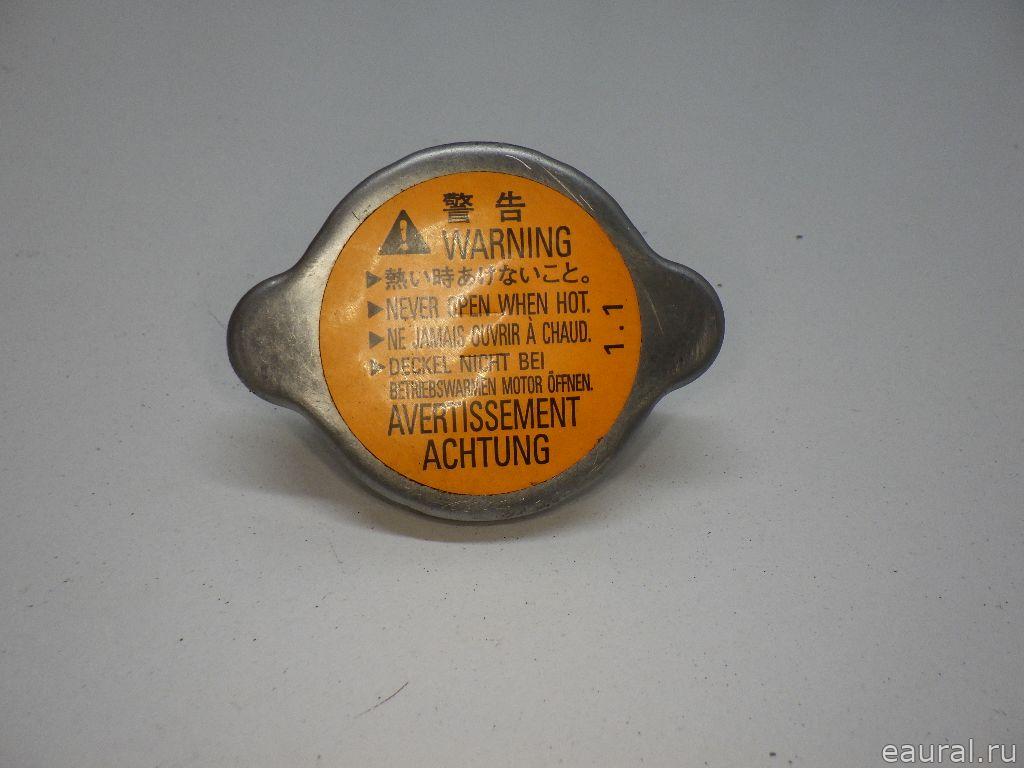 警告
WARNING
▶熱い時あけないこと。
▶NEVER OPEN WHEN HOT.
▶NE JAMAIS OUVRIR À CHAUD.
▶DECKEL NICHT BEI
BETRIEBSWARMEN MOTOR ÖFFNEN.
AVERTISSEMENT
ACHTUNG
1.1
eaural.ru